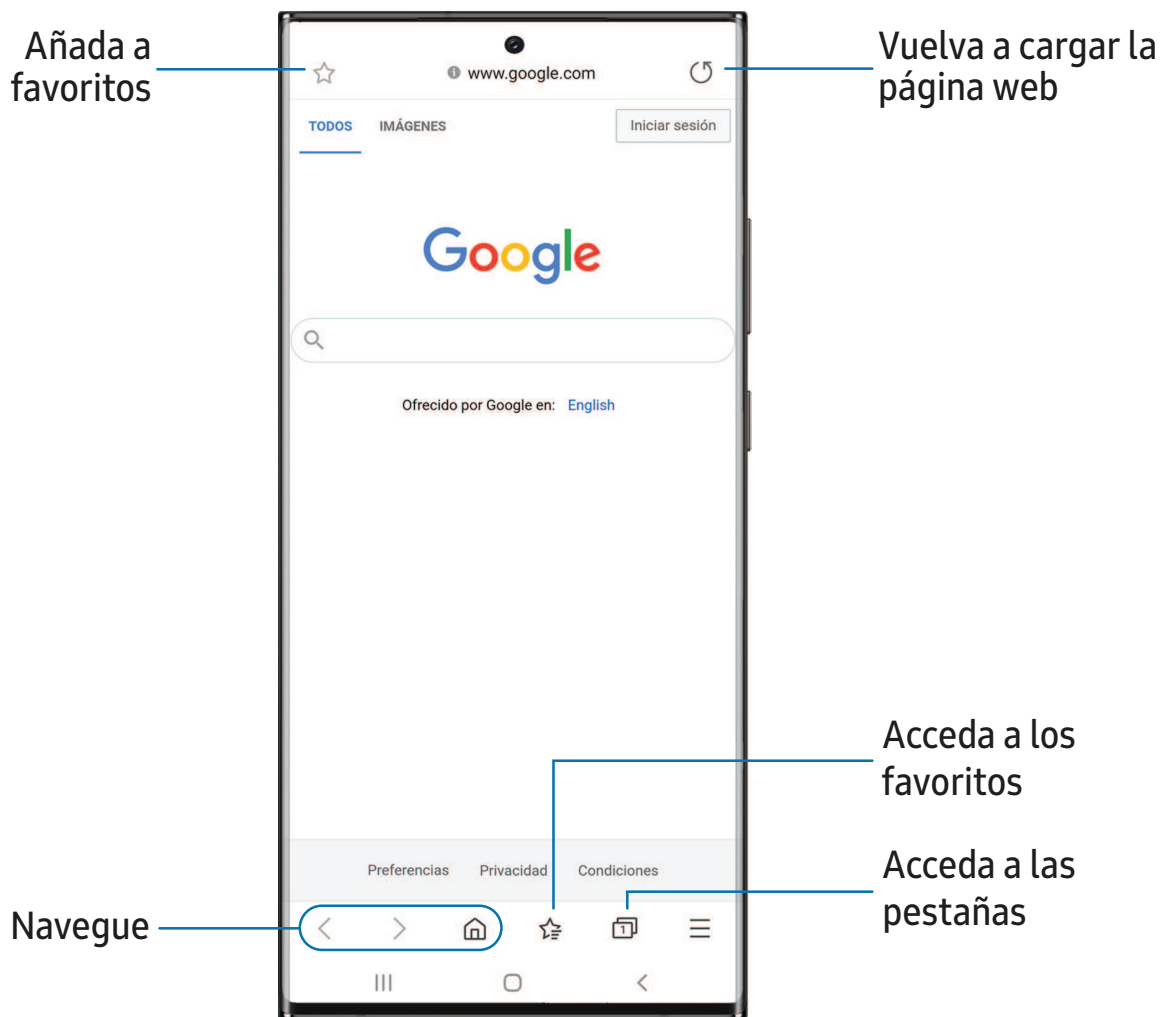 Añada a
favoritos
www.google.com
Vuelva a cargar la
página web
TODOS IMÁGENES Iniciar sesión
Google
Ofrecido por Google en: English
Acceda a los
favoritos
Preferencias Privacidad Condiciones
Acceda a las
pestañas
Navegue
1